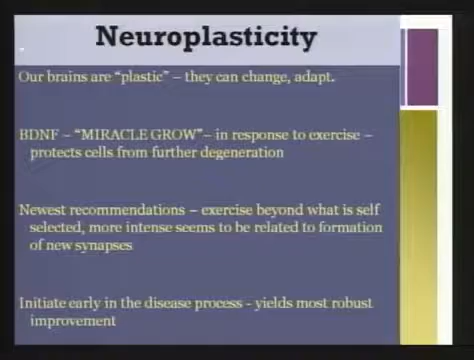 Neuroplasticity
Our brains are “plastic” – they can change, adapt.
BDNF – “MIRACLE GROW”– in response to exercise –
protects cells from further degeneration
Newest recommendations – exercise beyond what is self
selected, more intense seems to be related to formation
of new synapses
Initiate early in the disease process - yields most robust
improvement